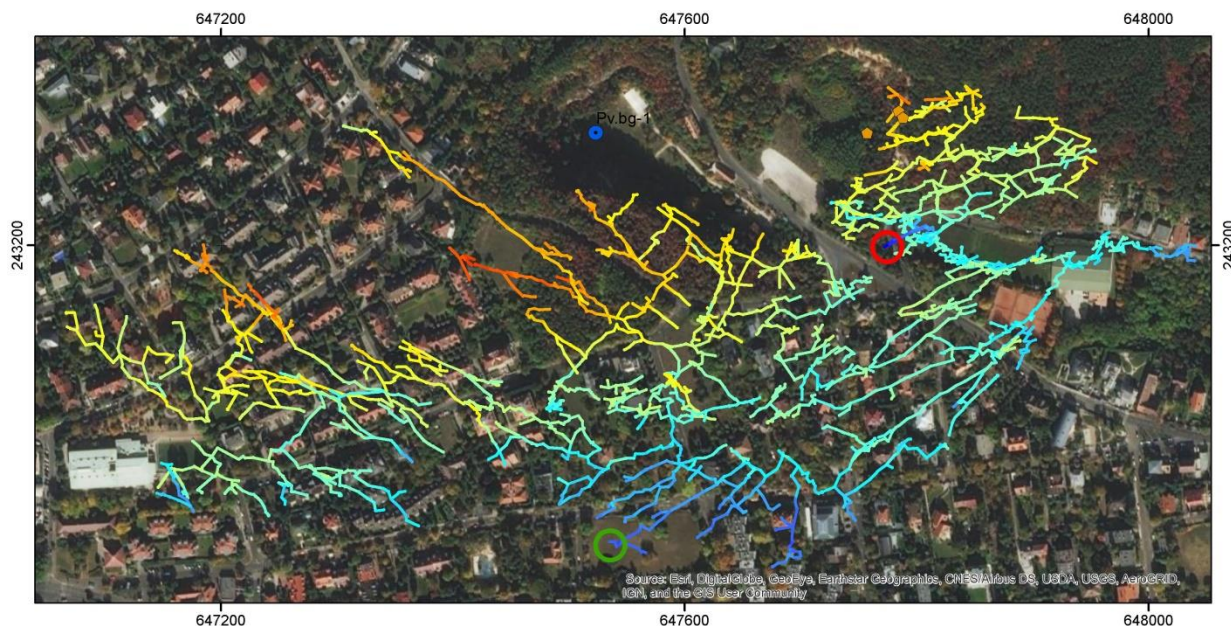 647200 647600 648000
Pv.bg-1
243200 243200
Source: Esri, DigitalGlobe, GeoEye, Earthstar Geographics, CNES/Airbus DS, USDA, USGS, AeroGRID,
IGN, and the GIS User Community
647200 647600 648000